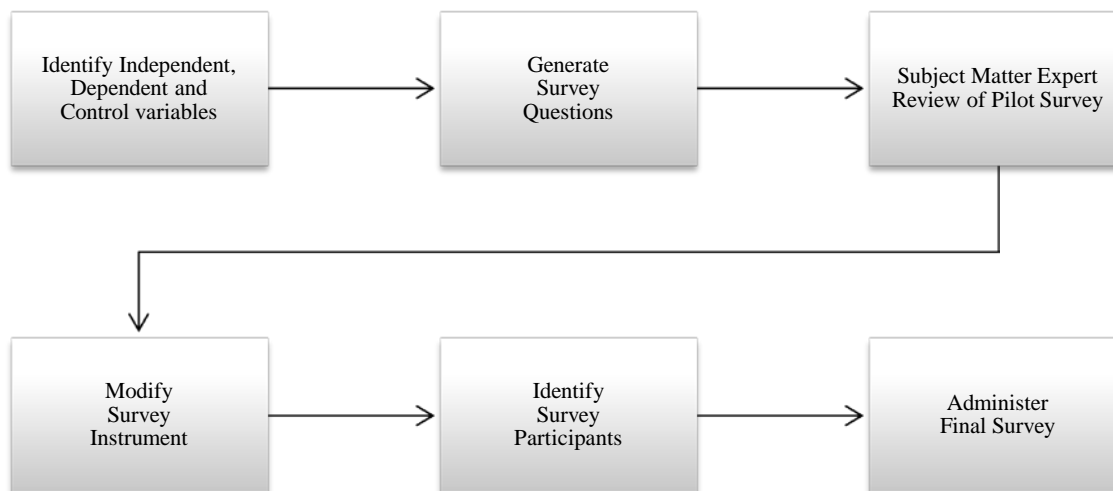 Identify Independent,
Dependent and
Control variables
Generate
Survey
Questions
Subject Matter Expert
Review of Pilot Survey
Modify
Survey
Instrument
Identify
Survey
Participants
Administer
Final Survey